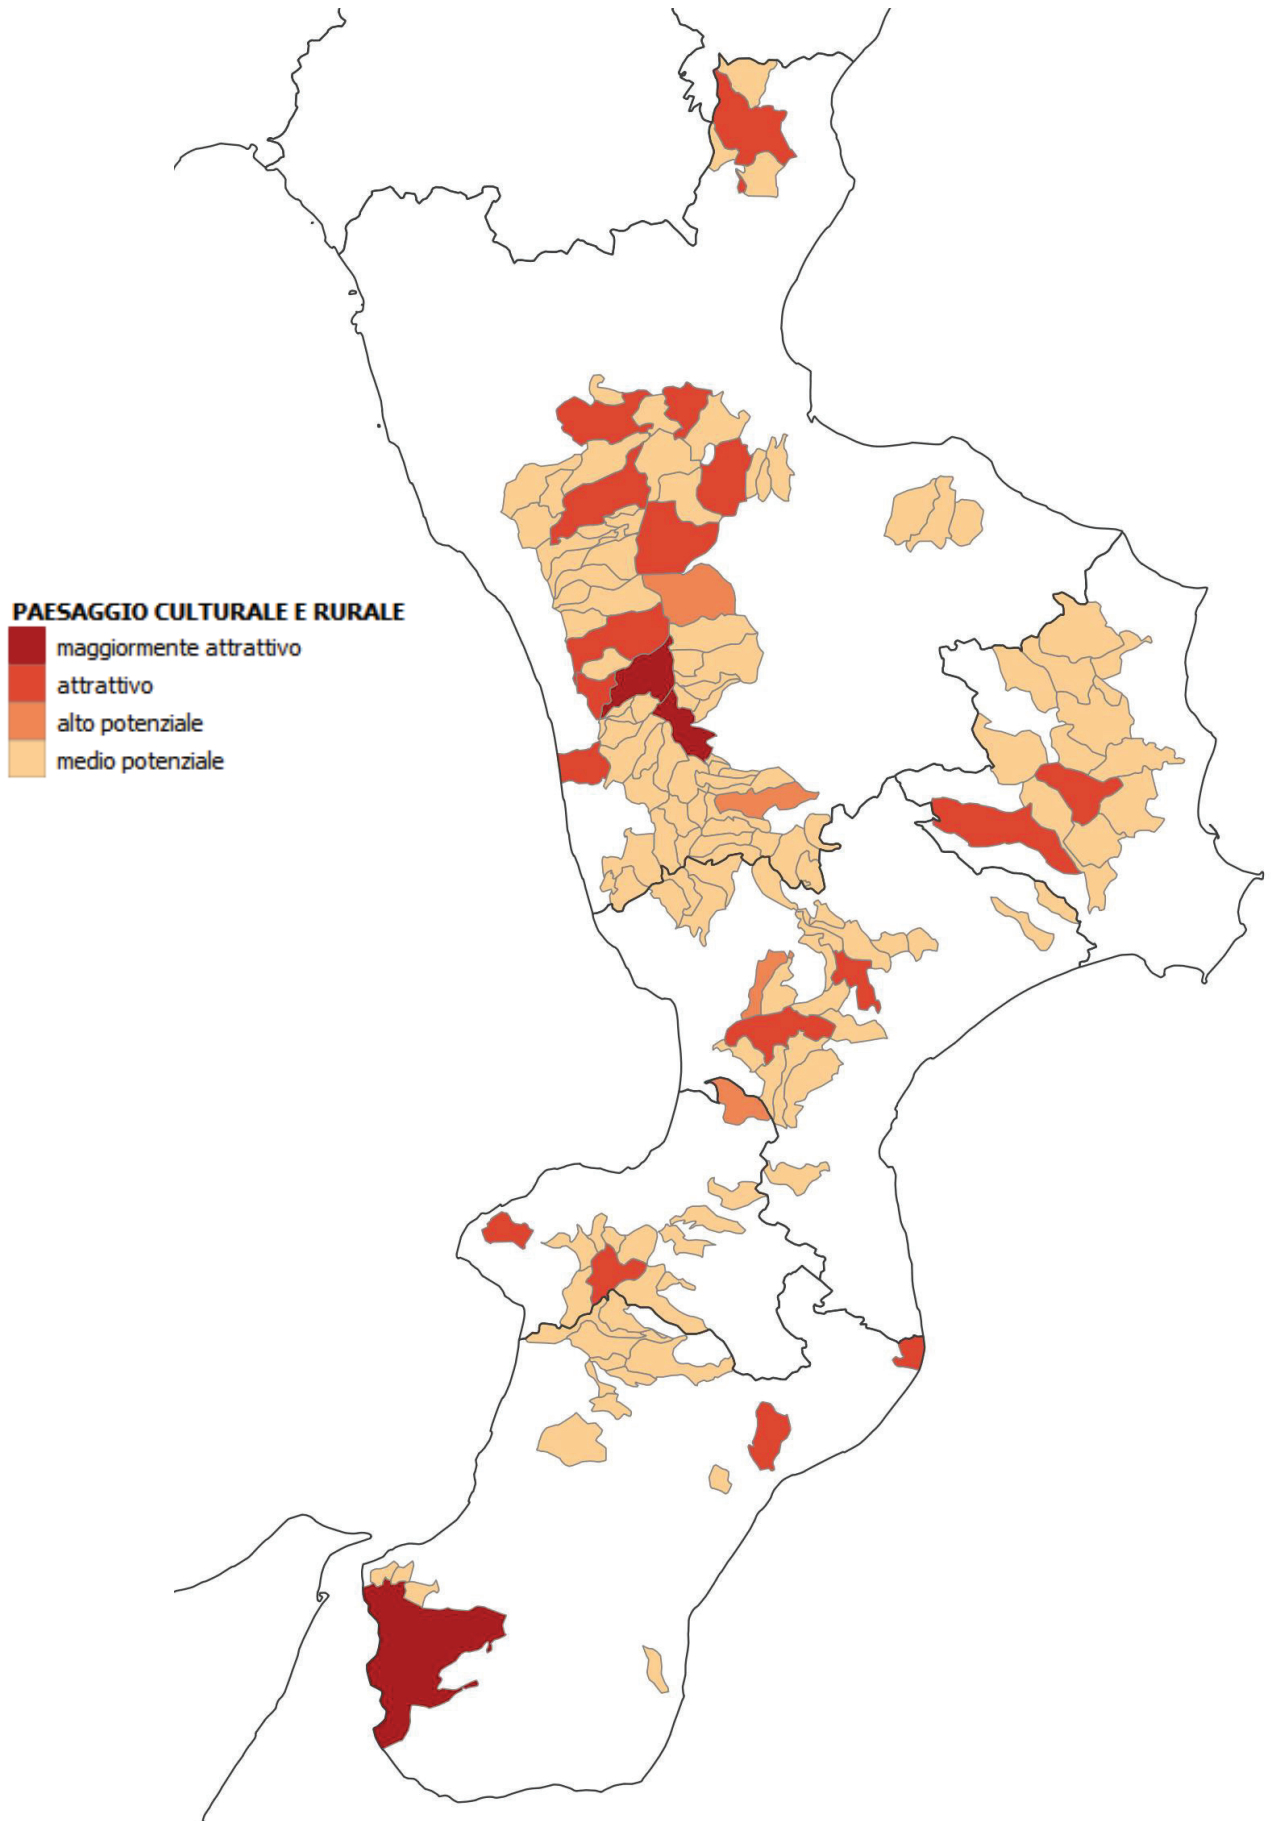 PAESAGGIO CULTURALE E RURALE
maggiormente attrattivo
attrattivo
alto potenziale
medio potenziale